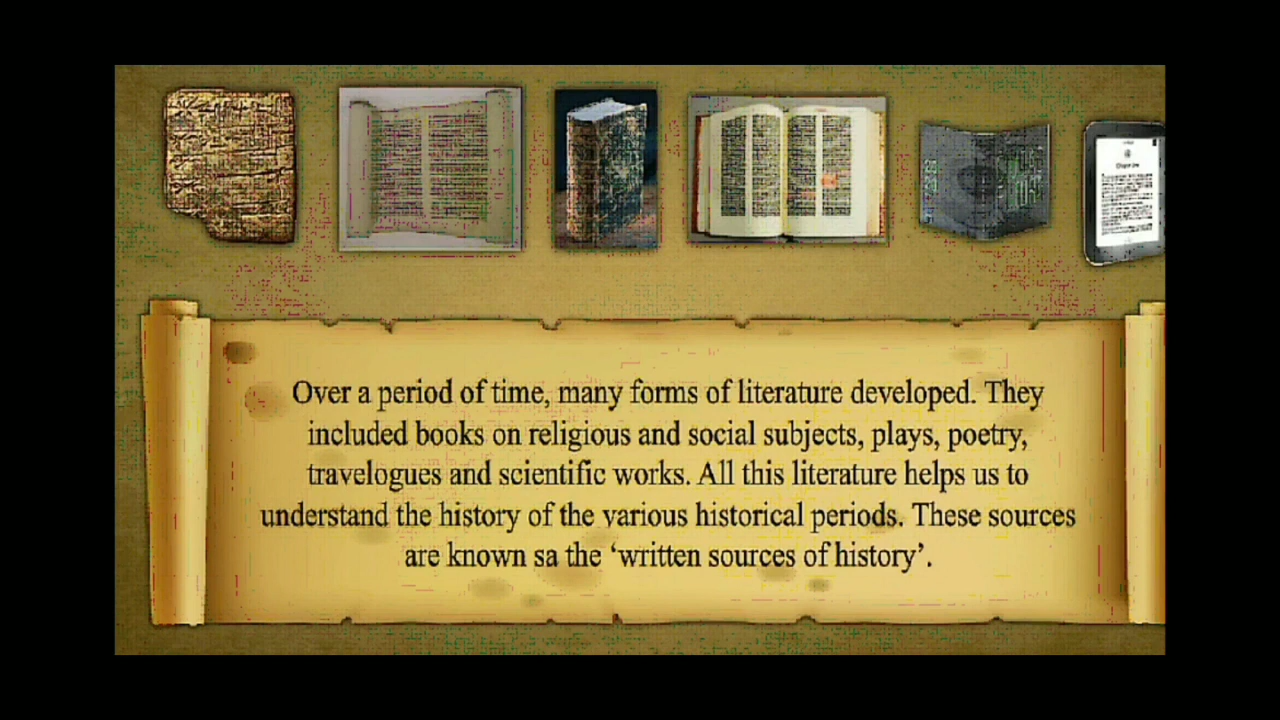 Over a period of time, many forms of literature developed. They
included books on religious and social subjects, plays, poetry,
travelogues and scientific works. All this literature helps us to
understand the history of the various historical periods. These sources
are known sa the ‘written sources of history’.